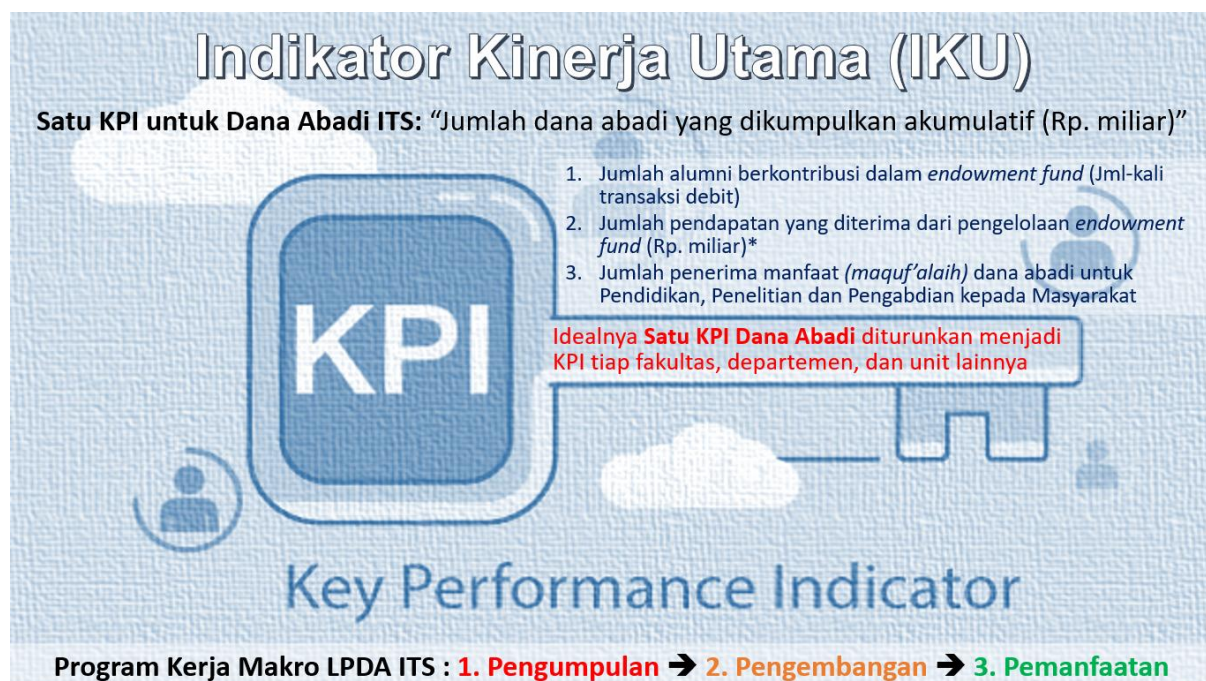 Indikator Kinerja Utama (IKU)
Satu KPI untuk Dana Abadi ITS: “Jumlah dana abadi yang dikumpulkan akumulatif (Rp. miliar)”
1. Jumlah alumni berkontribusi dalam endowment fund (Jml-kali
transaksi debit)
2. Jumlah pendapatan yang diterima dari pengelolaan endowment
fund (Rp. miliar)*
3. Jumlah penerima manfaat (maquf’alaih) dana abadi untuk
Pendidikan, Penelitian dan Pengabdian kepada Masyarakat
KPI
Idealnya Satu KPI Dana Abadi diturunkan menjadi
KPI tiap fakultas, departemen, dan unit lainnya
Key Performance Indicator
Program Kerja Makro LPDA ITS : 1. Pengumpulan ➔ 2. Pengembangan ➔ 3. Pemanfaatan